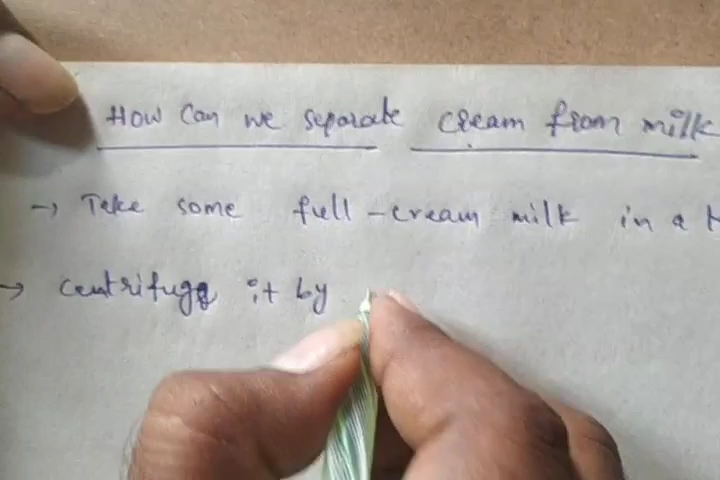 How can we separate cream from milk
→ Take some full-cream milk in a
→ centrifuge it by